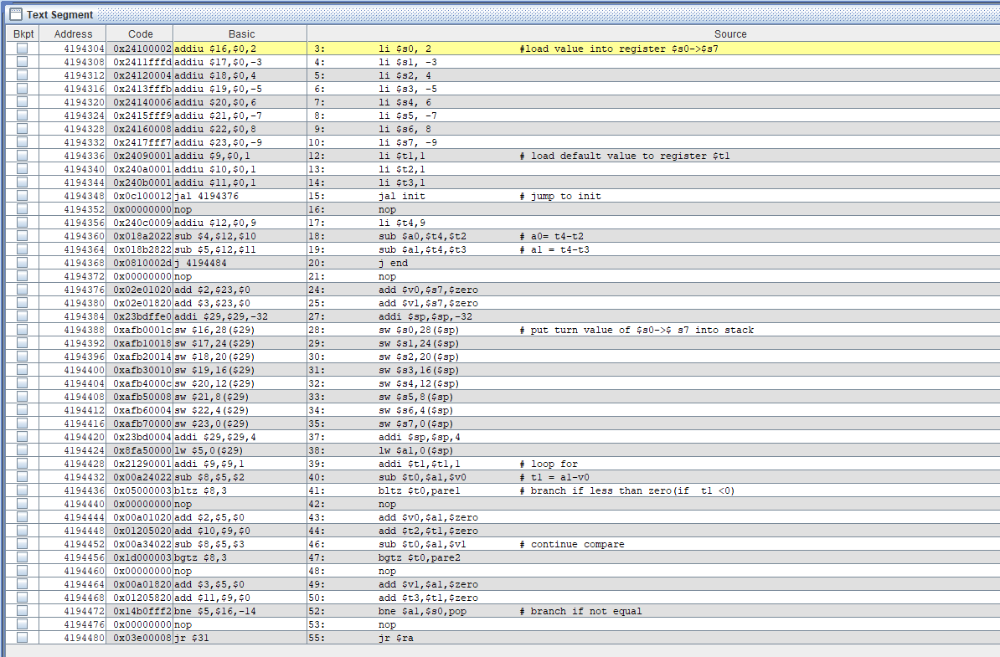 Text Segment
Bkpt Address Code Basic Source
4194304 0x24100002 addiu $16,$0,2 3: li $s0, 2 #load value into register $s0->$s7
4194308 0x2411fffd addiu $17,$0,-3 4: li $s1, -3
4194312 0x24120004 addiu $18,$0,4 5: li $s2, 4
4194316 0x2413fffb addiu $19,$0,-5 6: li $s3, -5
4194320 0x24140006 addiu $20,$0,6 7: li $s4, 6
4194324 0x2415fff9 addiu $21,$0,-7 8: li $s5, -7
4194328 0x24160008 addiu $22,$0,8 9: li $s6, 8
4194332 0x2417fff7 addiu $23,$0,-9 10: li $s7, -9
4194336 0x24090001 addiu $9,$0,1 12: li $t1,1 # load default value to register $t1
4194340 0x240a0001 addiu $10,$0,1 13: li $t2,1
4194344 0x240b0001 addiu $11,$0,1 14: li $t3,1
4194348 0x0c100012 jal 4194376 15: jal init # jump to init
4194352 0x00000000 nop 16: nop
4194356 0x240c0009 addiu $12,$0,9 17: li $t4,9
4194360 0x018a2022 sub $4,$12,$10 18: sub $a0,$t4,$t2 # a0= t4-t2
4194364 0x018b2822 sub $5,$12,$11 19: sub $a1,$t4,$t3 # a1 = t4-t3
4194368 0x0810002d j 4194484 20: j end
4194372 0x00000000 nop 21: nop
4194376 0x02e01020 add $2,$23,$0 24: add $v0,$s7,$zero
4194380 0x02e01820 add $3,$23,$0 25: add $v1,$s7,$zero
4194384 0x23bdffe0 addi $29,$29,-32 27: addi $sp,$sp,-32
4194388 0xafb0001c sw $16,28($29) 28: sw $s0,28($sp) # put turn value of $s0->$ s7 into stack
4194392 0xafb10018 sw $17,24($29) 29: sw $s1,24($sp)
4194396 0xafb20014 sw $18,20($29) 30: sw $s2,20($sp)
4194400 0xafb30010 sw $19,16($29) 31: sw $s3,16($sp)
4194404 0xafb4000c sw $20,12($29) 32: sw $s4,12($sp)
4194408 0xafb50008 sw $21,8($29) 33: sw $s5,8($sp)
4194412 0xafb60004 sw $22,4($29) 34: sw $s6,4($sp)
4194416 0xafb70000 sw $23,0($29) 35: sw $s7,0($sp)
4194420 0x23bd0004 addi $29,$29,4 37: addi $sp,$sp,4
4194424 0x8fa50000 lw $5,0($29) 38: lw $a1,0($sp)
4194428 0x21290001 addi $9,$9,1 39: addi $t1,$t1,1 # loop for
4194432 0x00a24022 sub $8,$5,$2 40: sub $t0,$a1,$v0 # t1 = a1-v0
4194436 0x05000003 bltz $8,3 41: bltz $t0,pare1 # branch if less than zero(if t1 <0)
4194440 0x00000000 nop 42: nop
4194444 0x00a01020 add $2,$5,$0 43: add $v0,$a1,$zero
4194448 0x01205020 add $10,$9,$0 44: add $t2,$t1,$zero
4194452 0x00a34022 sub $8,$5,$3 46: sub $t0,$a1,$v1 # continue compare
4194456 0x1d000003 bgtz $8,3 47: bgtz $t0,pare2
4194460 0x00000000 nop 48: nop
4194464 0x00a01820 add $3,$5,$0 49: add $v1,$a1,$zero
4194468 0x01205820 add $11,$9,$0 50: add $t3,$t1,$zero
4194472 0x14b0fff2 bne $5,$16,-14 52: bne $a1,$s0,pop # branch if not equal
4194476 0x00000000 nop 53: nop
4194480 0x03e00008 jr $31 55: jr $ra